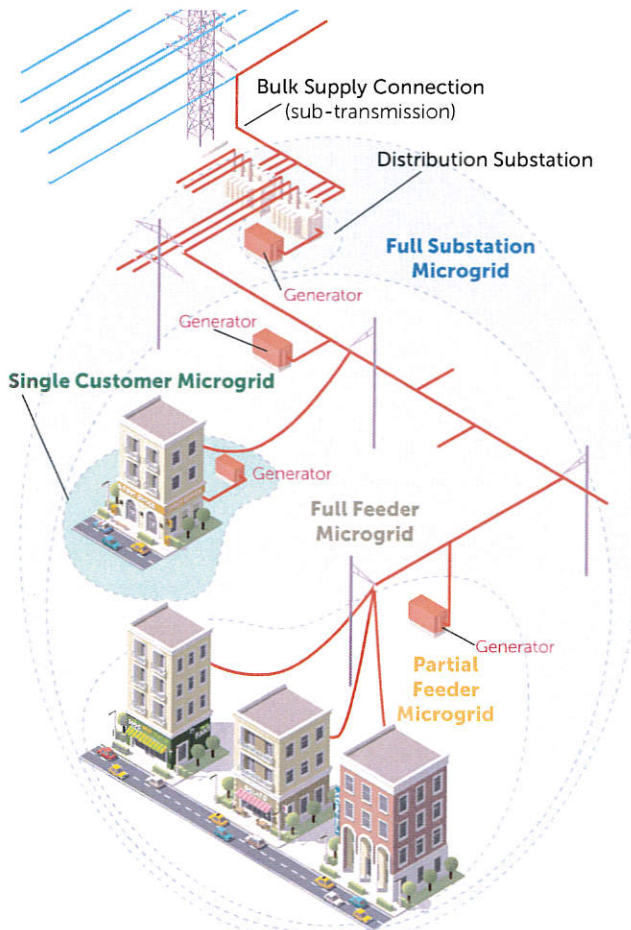 Bulk Supply Connection
(sub-transmission)
Distribution Substation
Full Substation
Microgrid
Generator
Generator
Single Customer Microgrid
Generator
Full Feeder
Microgrid
Generator
Partial
Feeder
Microgrid